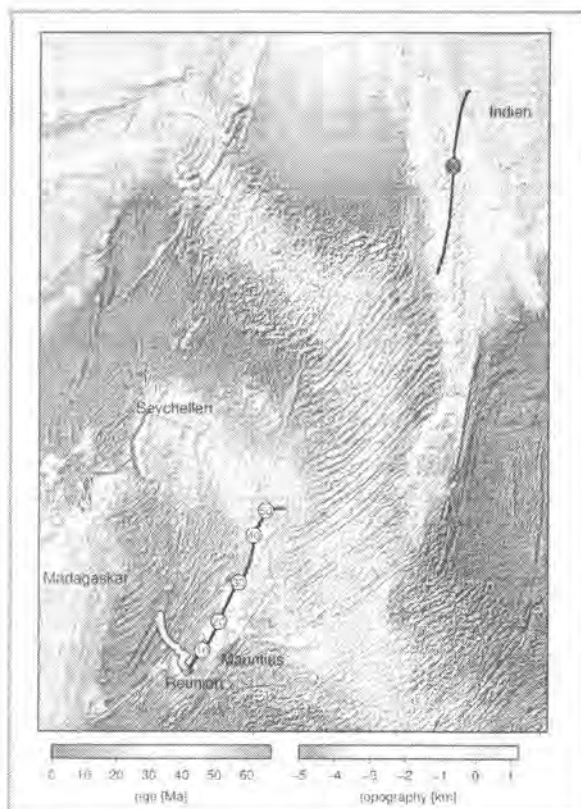 Indien
Seychellen
Madagaskar
Mauritius
Reunion
0 10 20 30 40 50 60
age [Ma]
-5 -4 -3 -2 -1 0 1
topography [km]